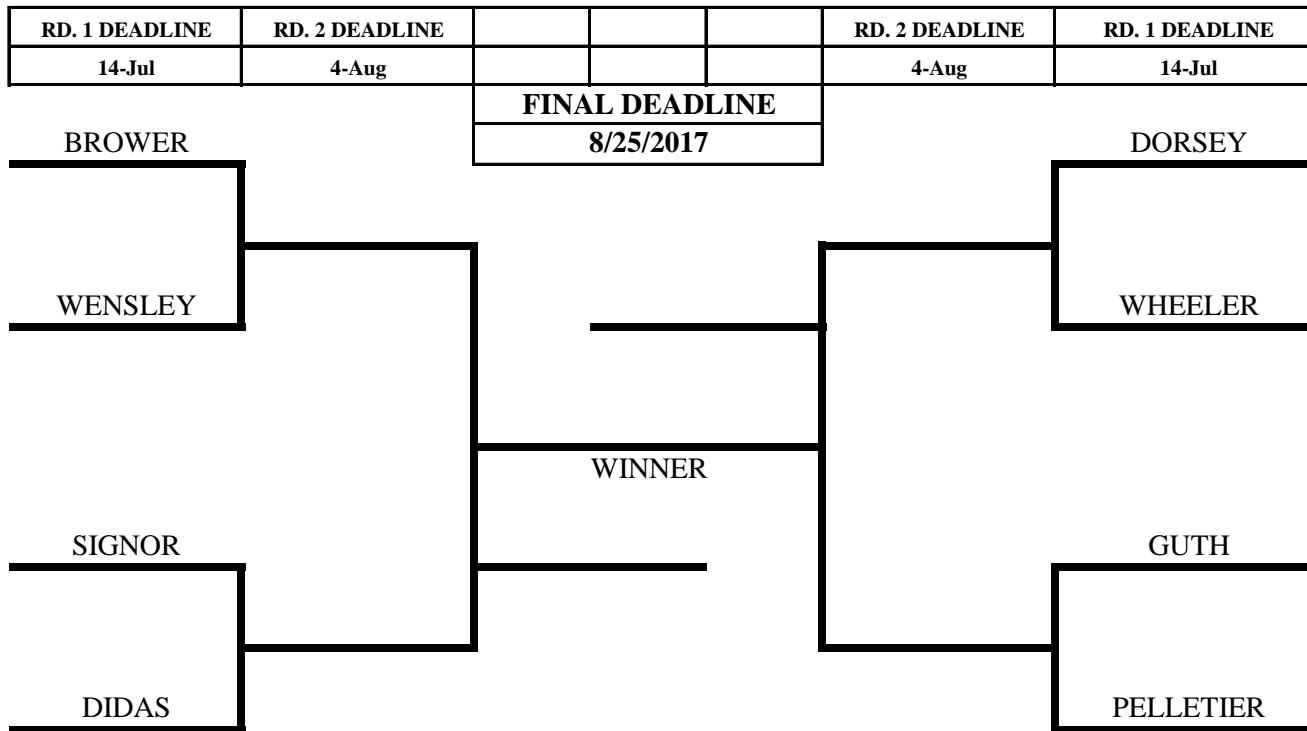 RD. 1 DEADLINE RD. 2 DEADLINE RD. 2 DEADLINE RD. 1 DEADLINE
14-Jul 4-Aug 4-Aug 14-Jul
FINAL DEADLINE
8/25/2017
BROWER DORSEY
WENSLEY WHEELER
WINNER
SIGNOR GUTH
DIDAS PELLETIER